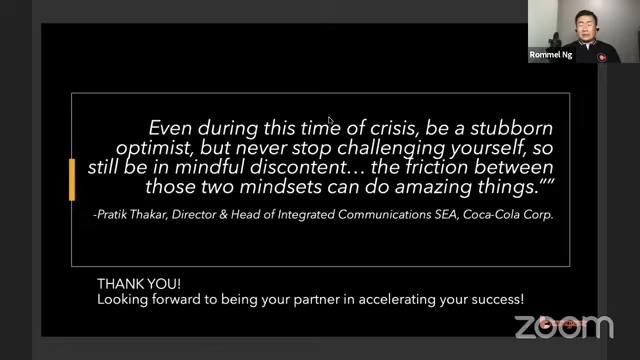 Rommel Ng
Even during this time of crisis, be a stubborn
optimist, but never stop challenging yourself, so
still be in mindful discontent… the friction between
those two mindsets can do amazing things.””
-Pratik Thakar, Director & Head of Integrated Communications SEA, Coca-Cola Corp.
THANK YOU!
Looking forward to being your partner in accelerating your success!
zoom